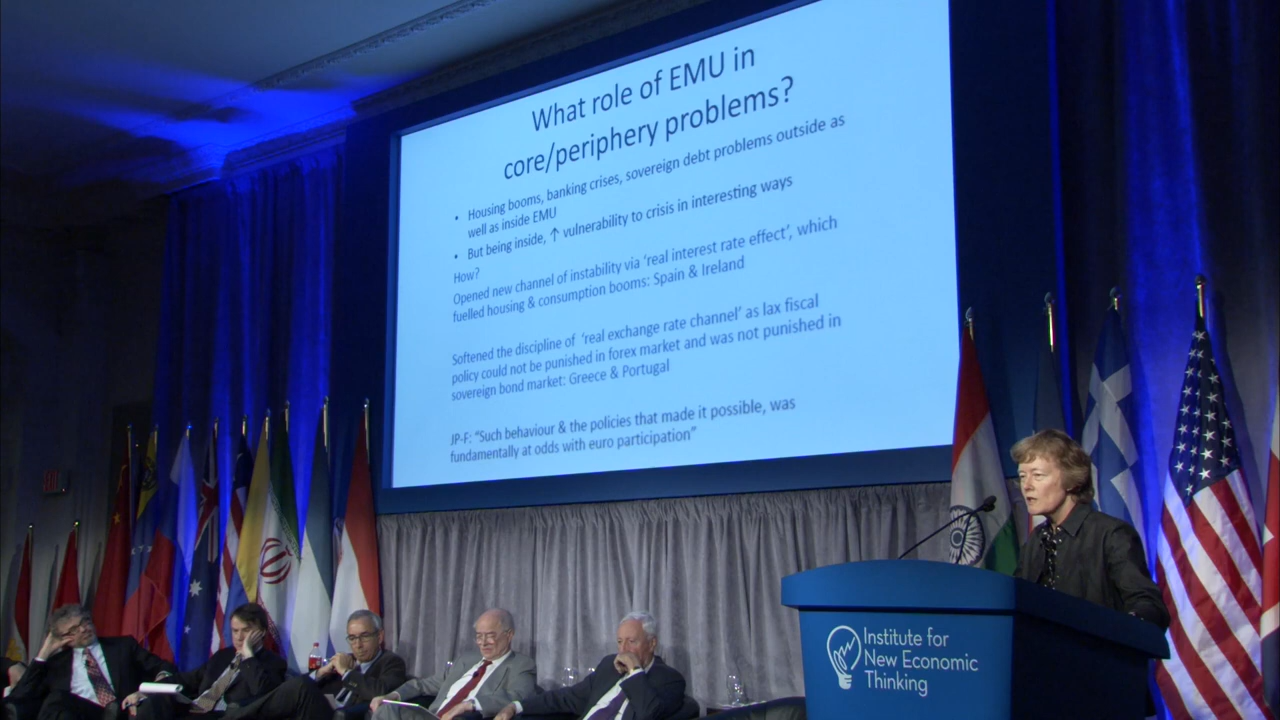 What role of EMU in
core/periphery problems?
• Housing booms, banking crises, sovereign debt problems outside as
well as inside EMU
• But being inside, ↑ vulnerability to crisis in interesting ways
How?
Opened new channel of instability via ‘real interest rate effect’, which
fuelled housing & consumption booms: Spain & Ireland
Softened the discipline of ‘real exchange rate channel’ as lax fiscal
policy could not be punished in forex market and was not punished in
sovereign bond market: Greece & Portugal
JP-F: “Such behaviour & the policies that made it possible, was
fundamentally at odds with euro participation”
Institute for
New Economic
Thinking